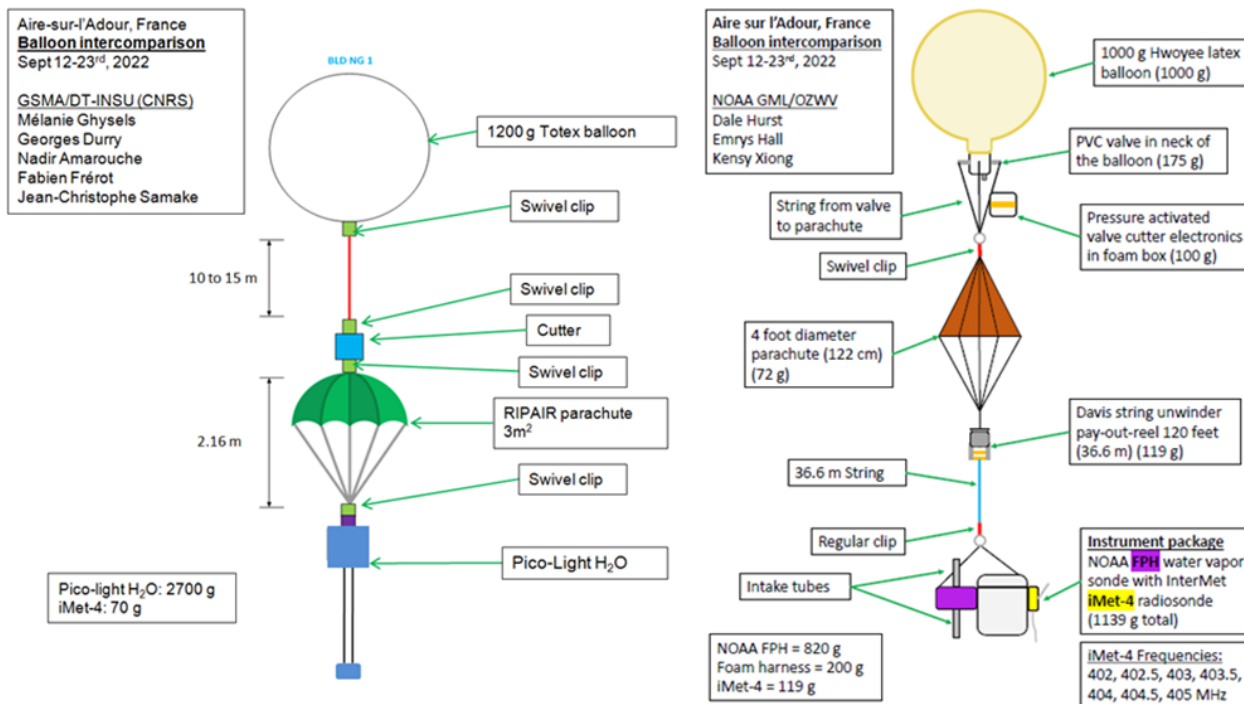 Aire-sur-l'Adour, France
Balloon intercomparison
Sept 12-23rd, 2022
GSMA/DT-INSU (CNRS)
Mélanie Ghysels
Georges Durry
Nadir Amarouche
Fabien Frérot
Jean-Christophe Samake
BLD NG 1
1200 g Totex balloon
Swivel clip
10 to 15 m
Swivel clip
Cutter
Swivel clip
RIPAIR parachute
3m²
2.16 m
Swivel clip
Pico-Light H₂O
Pico-light H₂O: 2700 g
iMet-4: 70 g
Aire sur l'Adour, France
Balloon intercomparison
Sept 12-23rd, 2022
NOAA GML/OZWV
Dale Hurst
Emrys Hall
Kensy Xiong
1000 g Hwoyee latex
balloon (1000 g)
PVC valve in neck of
the balloon (175 g)
String from valve
to parachute
Pressure activated
valve cutter electronics
in foam box (100 g)
Swivel clip
4 foot diameter
parachute (122 cm)
(72 g)
Davis string unwinder
pay-out-reel 120 feet
(36.6 m) (119 g)
36.6 m String
Regular clip
Intake tubes
Instrument package
NOAA FPH water vapor
sonde with InterMet
iMet-4 radiosonde
(1139 g total)
NOAA FPH = 820 g
Foam harness = 200 g
iMet-4 = 119 g
iMet-4 Frequencies:
402, 402.5, 403, 403.5,
404, 404.5, 405 MHz